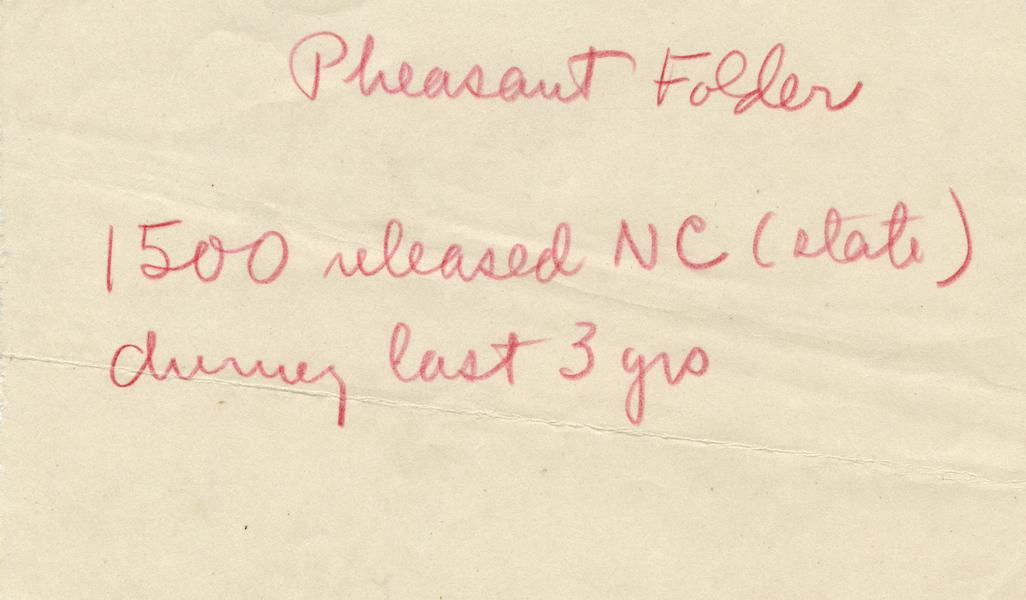 Pheasant Folder
1500 released NC (state)
during last 3 yrs